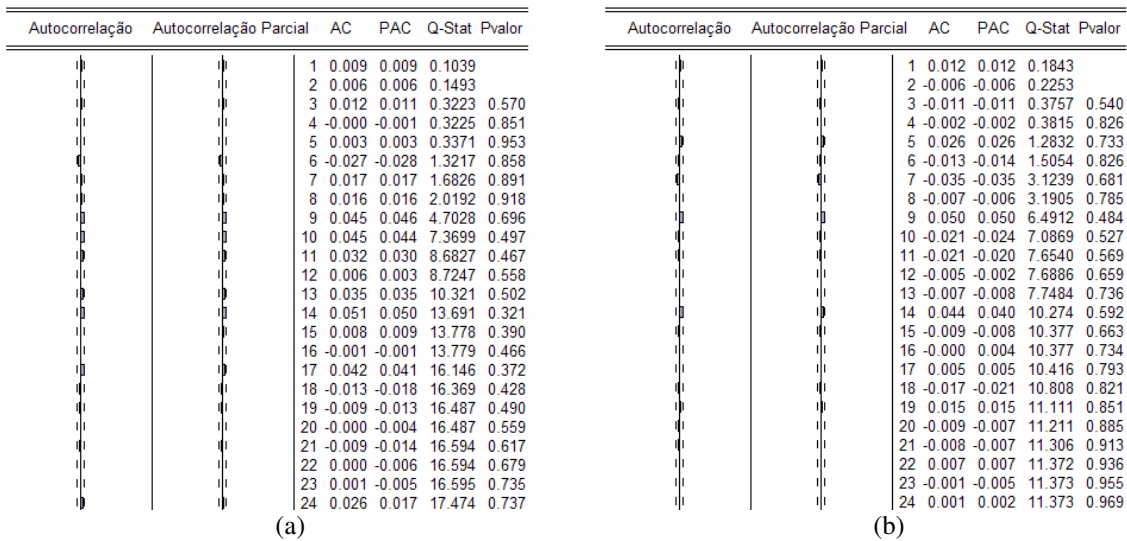 Autocorrelação Autocorrelação Parcial AC PAC Q-Stat Pvalor
1 0.009 0.009 0.1039
2 0.006 0.006 0.1493
3 0.012 0.011 0.3223 0.570
4 -0.000 -0.001 0.3225 0.851
5 0.003 0.003 0.3371 0.953
6 -0.027 -0.028 1.3217 0.858
7 0.017 0.017 1.6826 0.891
8 0.016 0.016 2.0192 0.918
9 0.045 0.046 4.7028 0.696
10 0.045 0.044 7.3699 0.497
11 0.032 0.030 8.6827 0.467
12 0.006 0.003 8.7247 0.558
13 0.035 0.035 10.321 0.502
14 0.051 0.050 13.691 0.321
15 0.008 0.009 13.778 0.390
16 -0.001 -0.001 13.779 0.466
17 0.042 0.041 16.146 0.372
18 -0.013 -0.018 16.369 0.428
19 -0.009 -0.013 16.487 0.490
20 -0.000 -0.004 16.487 0.559
21 -0.009 -0.014 16.594 0.617
22 0.000 -0.006 16.594 0.679
23 0.001 -0.005 16.595 0.735
24 0.026 0.017 17.474 0.737
(a)
Autocorrelação Autocorrelação Parcial AC PAC Q-Stat Pvalor
1 0.012 0.012 0.1843
2 -0.006 -0.006 0.2253
3 -0.011 -0.011 0.3757 0.540
4 -0.002 -0.002 0.3815 0.826
5 0.026 0.026 1.2832 0.733
6 -0.013 -0.014 1.5054 0.826
7 -0.035 -0.035 3.1239 0.681
8 -0.007 -0.006 3.1905 0.785
9 0.050 0.050 6.4912 0.484
10 -0.021 -0.024 7.0869 0.527
11 -0.021 -0.020 7.6540 0.569
12 -0.005 -0.002 7.6886 0.659
13 -0.007 -0.008 7.7484 0.736
14 0.044 0.040 10.274 0.592
15 -0.009 -0.008 10.377 0.663
16 -0.000 0.004 10.377 0.734
17 0.005 0.005 10.416 0.793
18 -0.017 -0.021 10.808 0.821
19 0.015 0.015 11.111 0.851
20 -0.009 -0.007 11.211 0.885
21 -0.008 -0.007 11.306 0.913
22 0.007 0.007 11.372 0.936
23 -0.001 -0.005 11.373 0.955
24 0.001 0.002 11.373 0.969
(b)